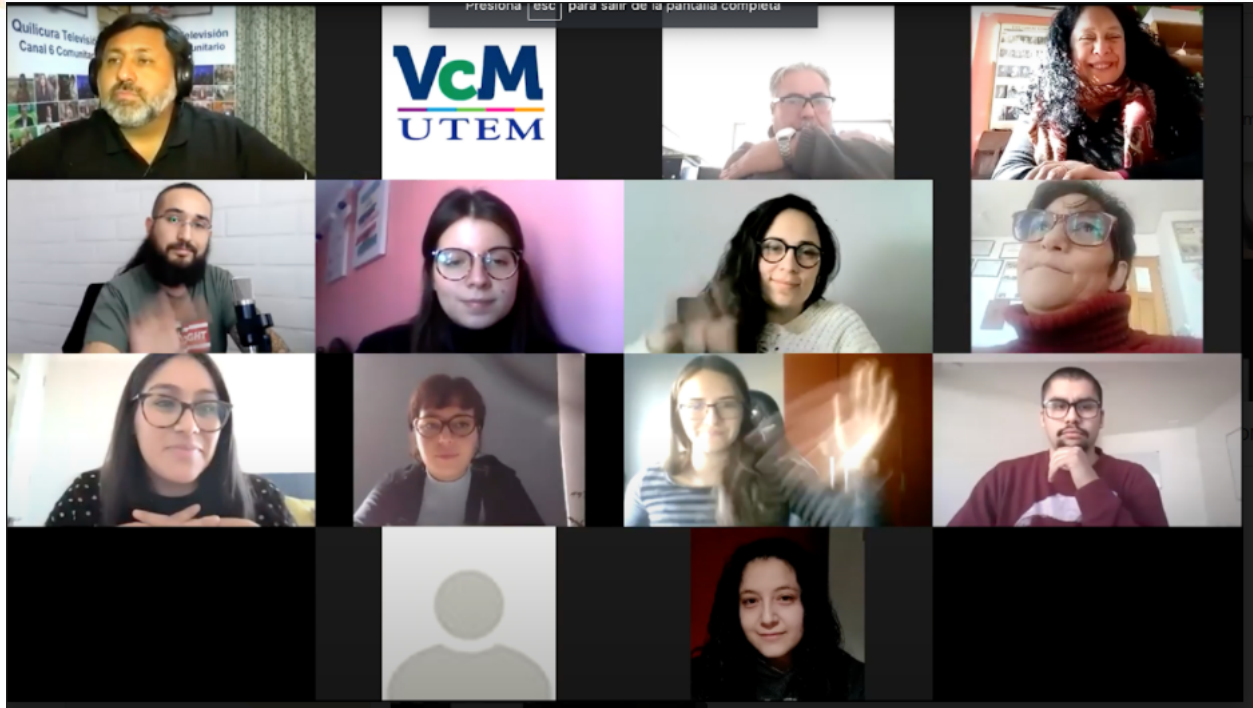 Presiona esc para salir de la pantalla completa
Quilicura Televisión
Canal 6 Comunitario
VcM
UTEM